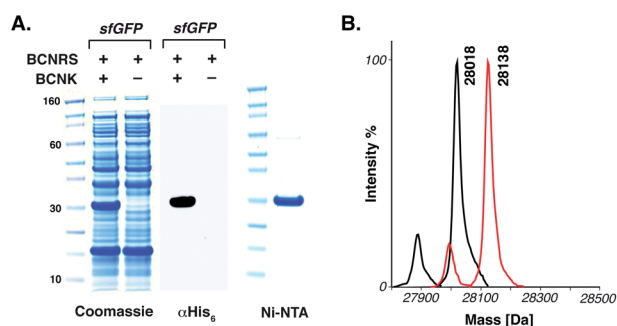 A.
sfGFP sfGFP
BCNRS + + + +
BCNK + − + −
160
60
30
10
Coomassie αHis6 Ni-NTA
B.
100
0
Intensity %
28018
28138
27900 28100 28300 28500
Mass [Da]